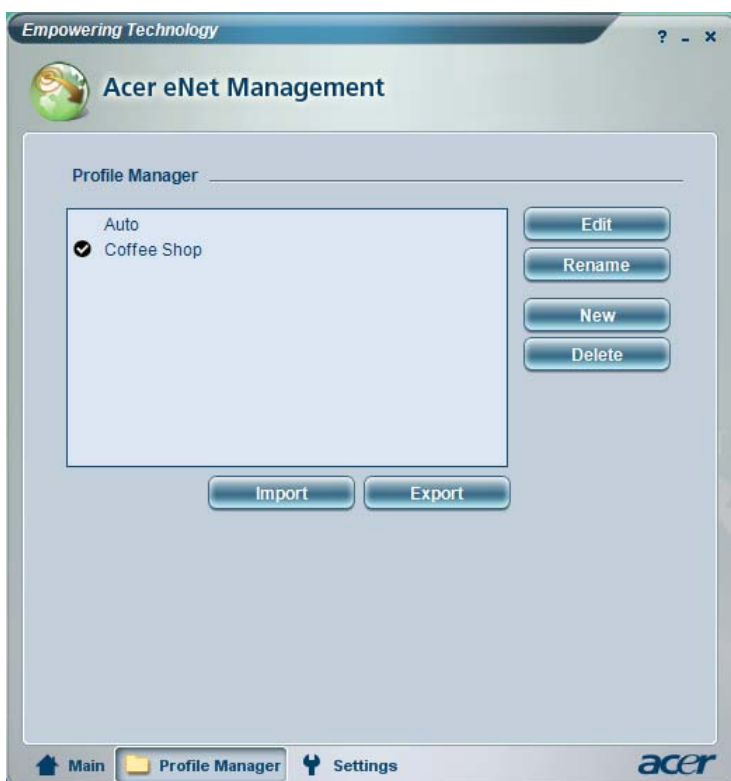 Empowering Technology
? - x
Acer eNet Management
Profile Manager
Auto
Coffee Shop
Edit
Rename
New
Delete
Import Export
Main Profile Manager Settings acer